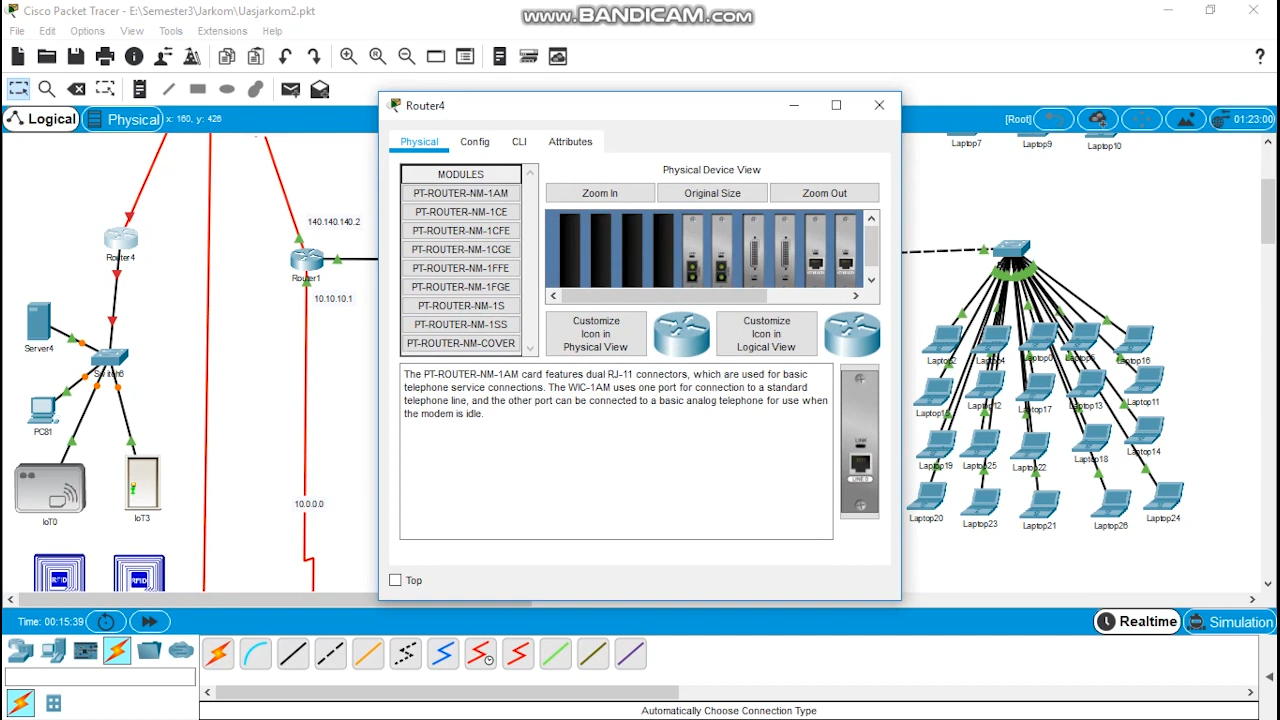 Cisco Packet Tracer - E:\Semester3\Jarkom\Uasjarkom2.pkt
www.BANDICAM.com
File Edit Options View Tools Extensions Help
Logical
Physical
x: 160, y: 426
[Root]
01:23:00
Router4
Physical Config CLI Attributes
MODULES
PT-ROUTER-NM-1AM
PT-ROUTER-NM-1CE
PT-ROUTER-NM-1CFE
PT-ROUTER-NM-1CGE
PT-ROUTER-NM-1FFE
PT-ROUTER-NM-1FGE
PT-ROUTER-NM-1S
PT-ROUTER-NM-1SS
PT-ROUTER-NM-COVER
Physical Device View
Zoom In Original Size Zoom Out
Customize
Icon in
Physical View
Customize
Icon in
Logical View
The PT-ROUTER-NM-1AM card features dual RJ-11 connectors, which are used for basic
telephone service connections. The WIC-1AM uses one port for connection to a standard
telephone line, and the other port can be connected to a basic analog telephone for use when
the modem is idle.
LINK
LINE 0
Top
Router4
140.140.140.2
Router1
10.10.10.1
Server4
PC81
10.0.0.0
IoT0
IoT3
RFID
RFID
Laptop7
Laptop9
Laptop10
Laptop4
Laptop16
Laptop12
Laptop17
Laptop13
Laptop11
Laptop19
Laptop25
Laptop22
Laptop18
Laptop14
Laptop20
Laptop23
Laptop21
Laptop26
Laptop24
Time: 00:15:39
Realtime
Simulation
Automatically Choose Connection Type